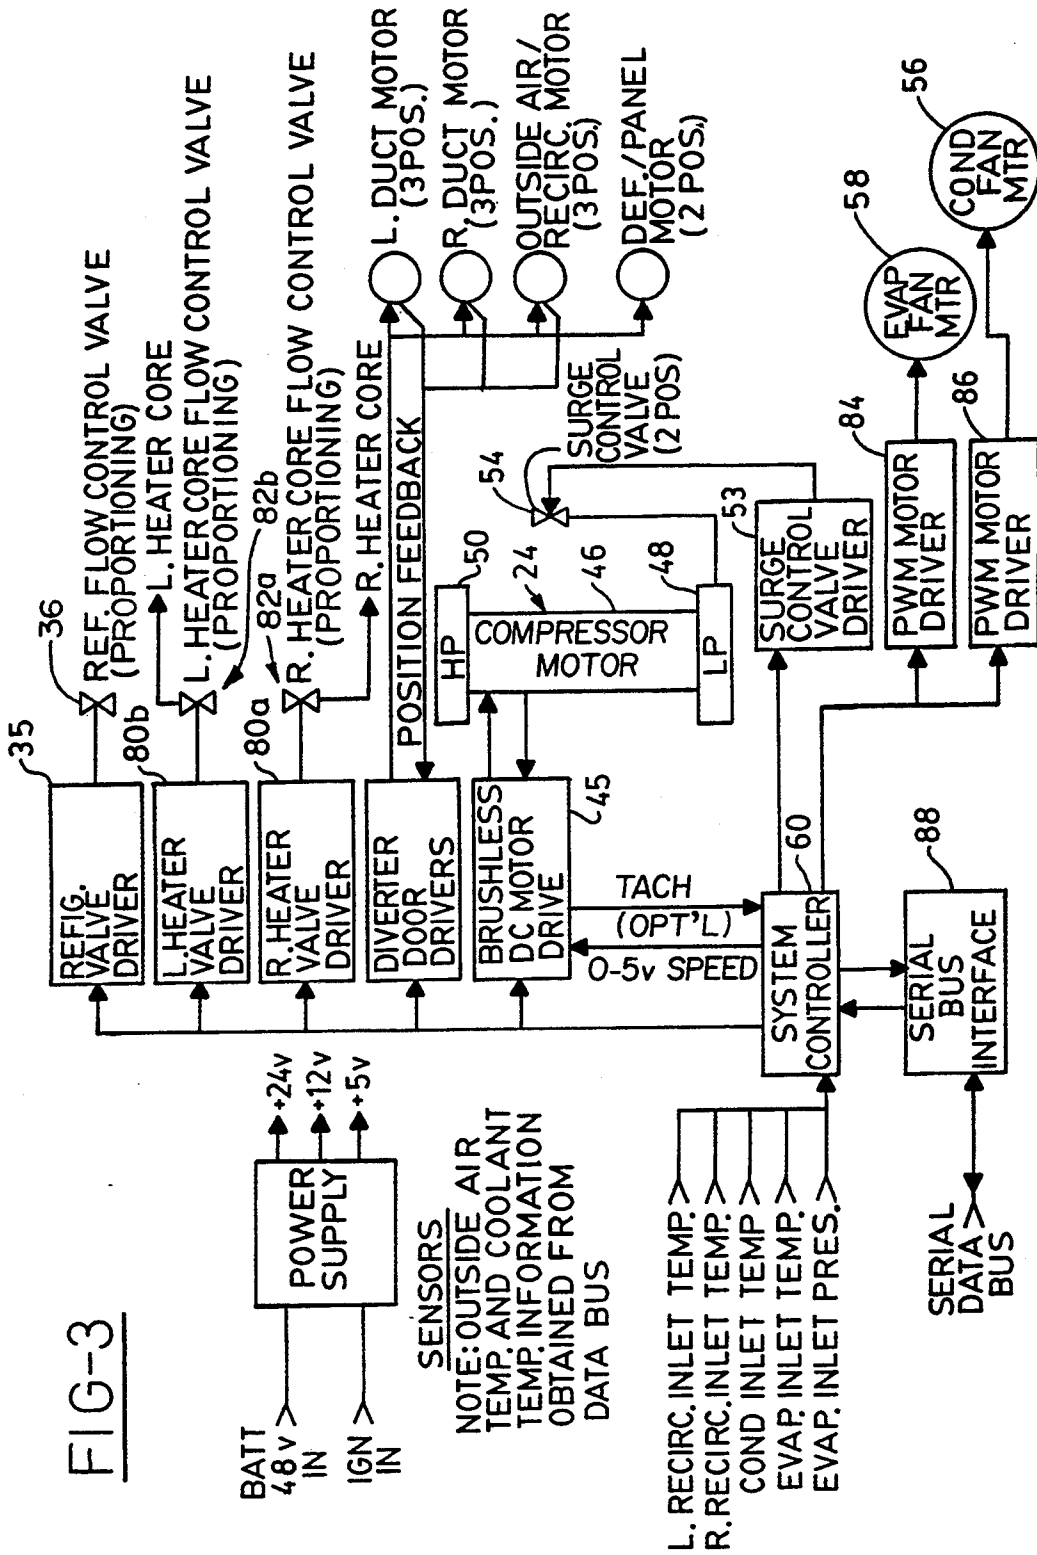 FIG-3
BATT
48v
IN
IGN
IN
POWER
SUPPLY
+24v
+12v
+5v
SENSORS
NOTE: OUTSIDE AIR
TEMP. AND COOLANT
TEMP. INFORMATION
OBTAINED FROM
DATA BUS
L. RECIRC. INLET TEMP.
R. RECIRC. INLET TEMP.
COND INLET TEMP
EVAP. INLET TEMP.
EVAP. INLET PRES.
SERIAL
DATA
BUS
35
REFIG.
VALVE
DRIVER
80b
L.HEATER
VALVE
DRIVER
80a
R.HEATER
VALVE
DRIVER
DIVERTER
DOOR
DRIVERS
BRUSHLESS
DC MOTOR
DRIVE
45
TACH
(OPT'L)
0-5v SPEED
SYSTEM
CONTROLLER
60
SERIAL
BUS
INTERFACE
88
36
REF. FLOW CONTROL VALVE
(PROPORTIONING)
L. HEATER CORE
L. HEATER CORE FLOW CONTROL VALVE
(PROPORTIONING)
82b
82a
R. HEATER CORE FLOW CONTROL VALVE
(PROPORTIONING)
R. HEATER CORE
POSITION FEEDBACK
L. DUCT MOTOR
(3POS.)
R. DUCT MOTOR
(3POS.)
OUTSIDE AIR/
RECIRC. MOTOR
(3POS.)
DEF./PANEL
MOTOR
(2 POS.)
HP
50
24
46
COMPRESSOR
MOTOR
48
LP
54
SURGE
CONTROL
VALVE
(2 POS)
53
SURGE
CONTROL
VALVE
DRIVER
84
PWM MOTOR
DRIVER
86
PWM MOTOR
DRIVER
58
EVAP
FAN
MTR
56
COND
FAN
MTR